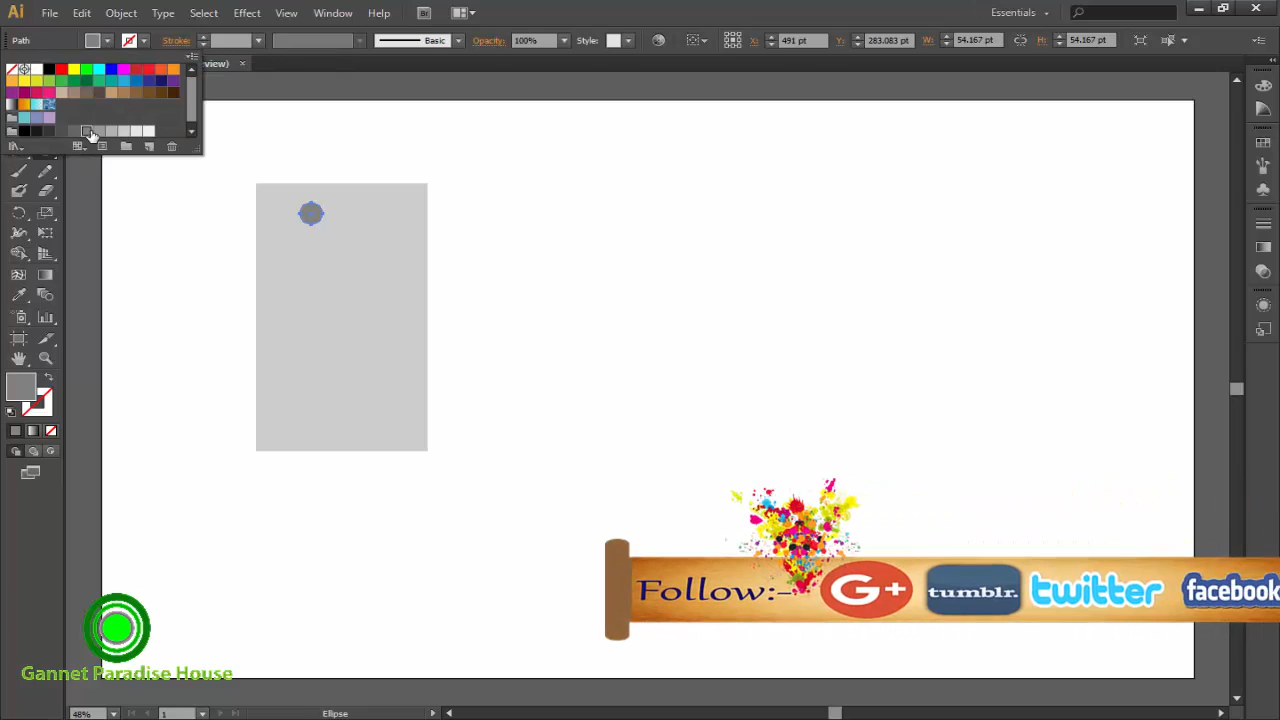 Ai File Edit Object Type Select Effect View Window Help Br Essentials
Path Stroke: Basic Opacity: 100% Style: X: 491 pt Y: 283.083 pt W: 54.167 pt H: 54.167 pt
view)
Follow:- G+ tumblr. twitter facebook
Gannet Paradise House
48% 1 Ellipse